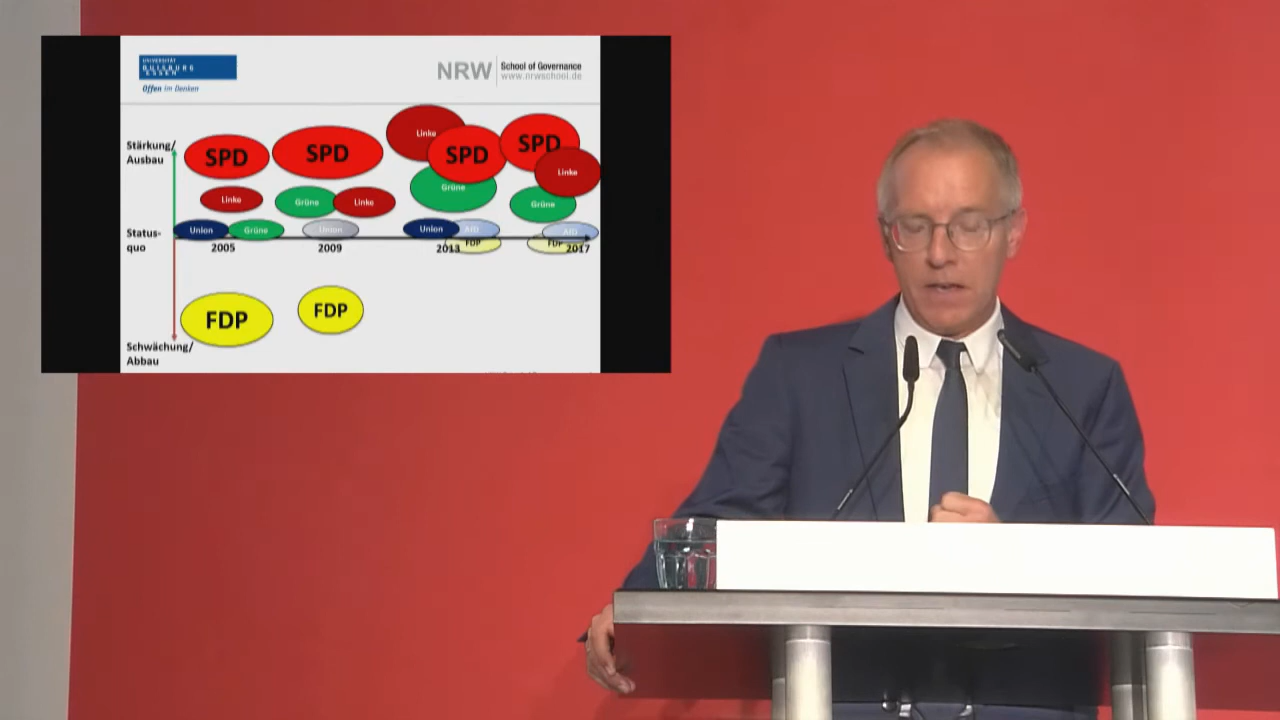 UNIVERSITÄT
DUISBURG
ESSEN
Offen im Denken
NRW
School of Governance
www.nrwschool.de
Stärkung/
Ausbau
SPD
SPD
Linke
SPD
SPD
Linke
Linke
Grüne
Linke
Grüne
Grüne
Status-
quo
Union
Grüne
Union
Union
AfD
AfD
FDP
FDP
2005
2009
2013
2017
FDP
FDP
Schwächung/
Abbau